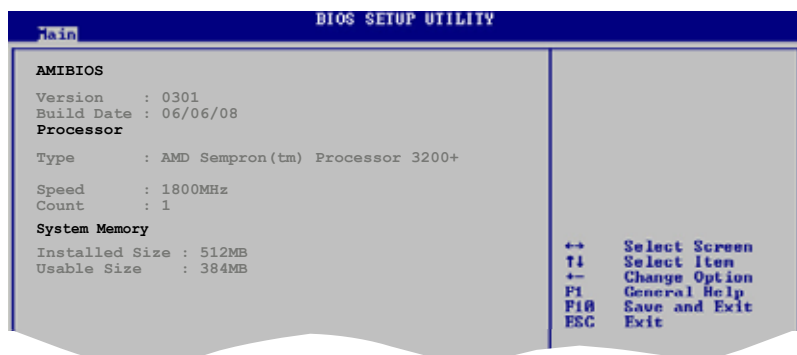 BIOS SETUP UTILITY
Main
AMIBIOS
Version : 0301
Build Date : 06/06/08
Processor
Type : AMD Sempron(tm) Processor 3200+
Speed : 1800MHz
Count : 1
System Memory
Installed Size : 512MB
Usable Size : 384MB
←→ Select Screen
↑↓ Select Item
+- Change Option
F1 General Help
F10 Save and Exit
ESC Exit